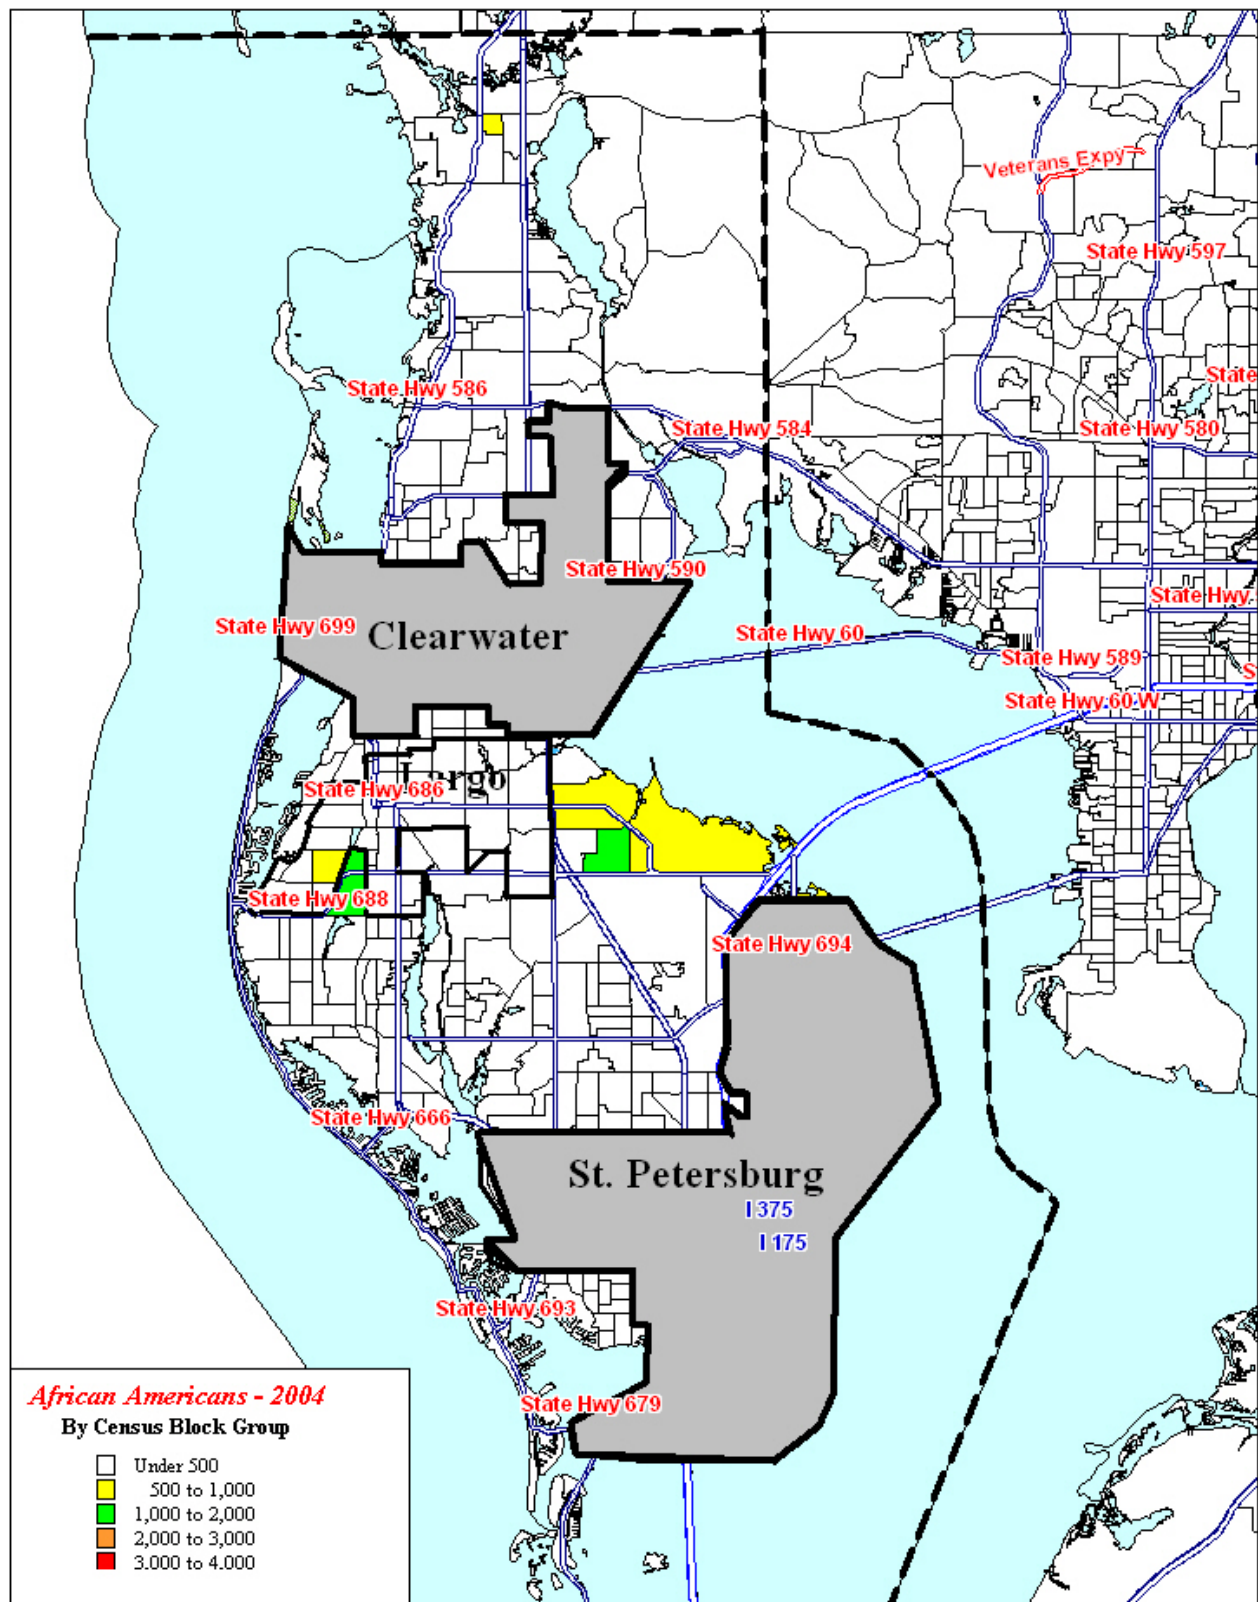 Veterans Expy
State Hwy 597
State
State Hwy 586
State Hwy 584
State Hwy 580
State Hwy 590
State Hwy
State Hwy 699
Clearwater
State Hwy 60
State Hwy 589
S
State Hwy 60 W
Largo
State Hwy 686
State Hwy 688
State Hwy 694
State Hwy 666
St. Petersburg
I 375
I 175
State Hwy 693
State Hwy 679
African Americans - 2004
By Census Block Group
Under 500
500 to 1,000
1,000 to 2,000
2,000 to 3,000
3.000 to 4.000